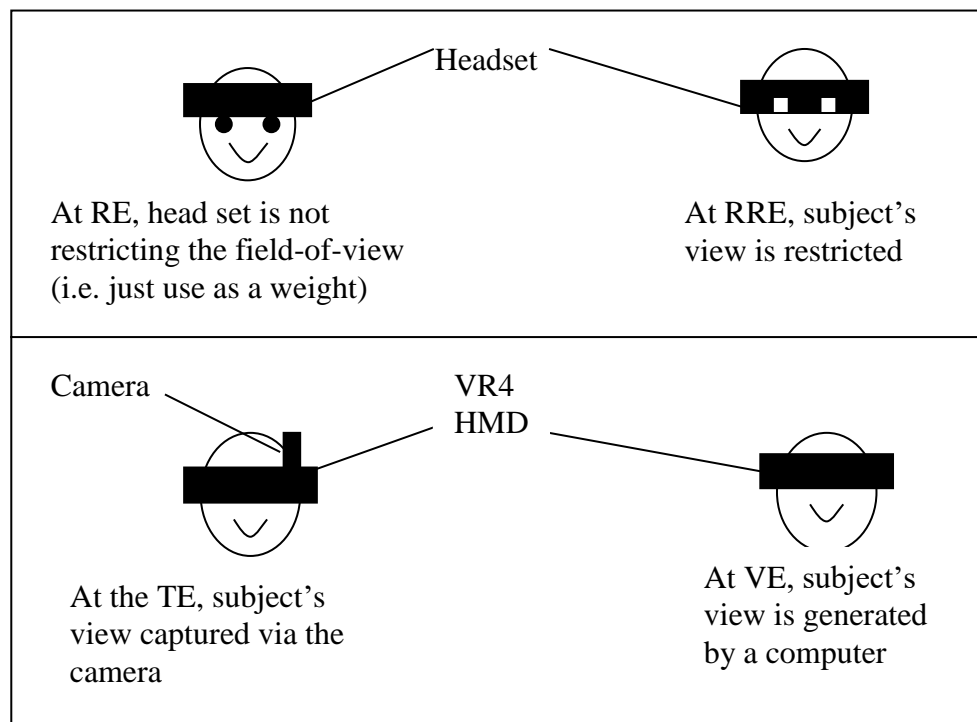 Headset
At RE, head set is not
restricting the field-of-view
(i.e. just use as a weight)
At RRE, subject's
view is restricted
Camera
VR4
HMD
At the TE, subject's
view captured via the
camera
At VE, subject's
view is generated
by a computer